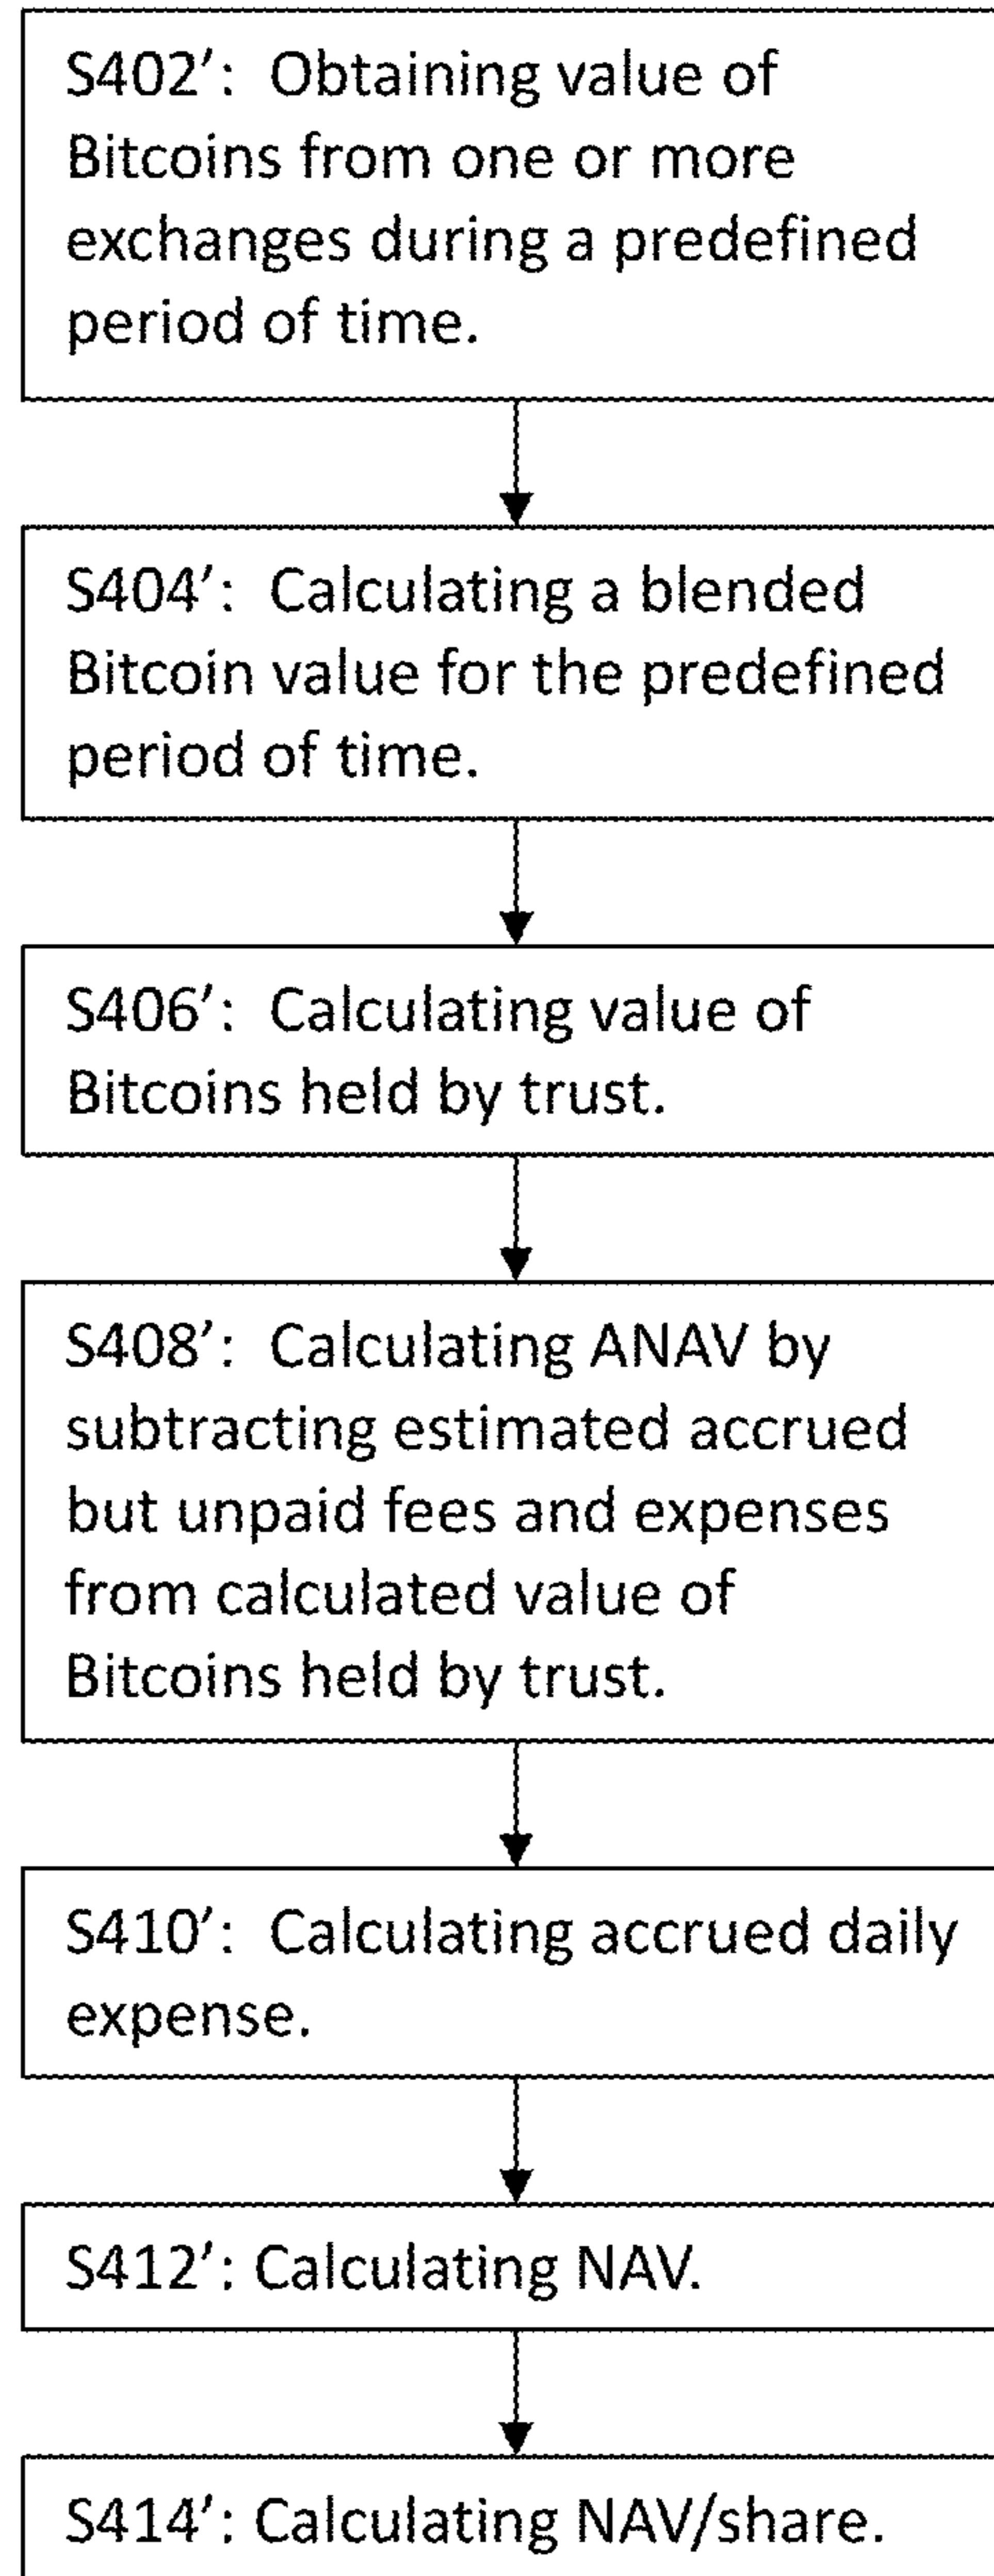 S402′: Obtaining value of
Bitcoins from one or more
exchanges during a predefined
period of time.
S404′: Calculating a blended
Bitcoin value for the predefined
period of time.
S406′: Calculating value of
Bitcoins held by trust.
S408′: Calculating ANAV by
subtracting estimated accrued
but unpaid fees and expenses
from calculated value of
Bitcoins held by trust.
S410′: Calculating accrued daily
expense.
S412′: Calculating NAV.
S414′: Calculating NAV/share.